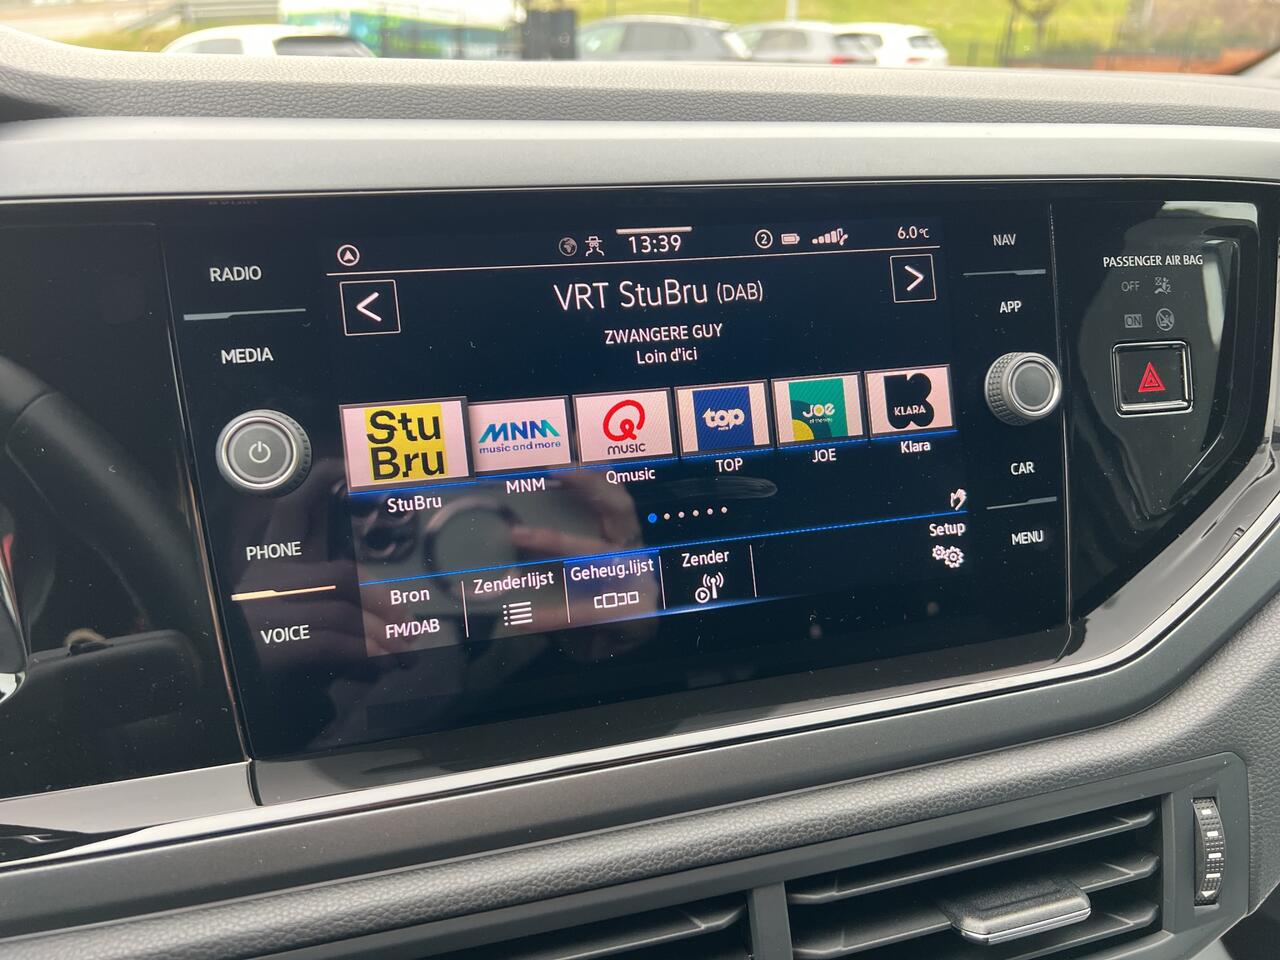 RADIO
MEDIA
PHONE
VOICE
13:39
2
6.0°C
VRT StuBru (DAB)
ZWANGERE GUY
Loin d'ici
Stu
Bru
MNM
music and more
Q
MUSIC
top
JOE
KLARA
StuBru
MNM
Qmusic
TOP
JOE
Klara
Bron
FM/DAB
Zenderlijst
Geheug.lijst
Zender
Setup
NAV
APP
CAR
MENU
PASSENGER AIR BAG
OFF
ON